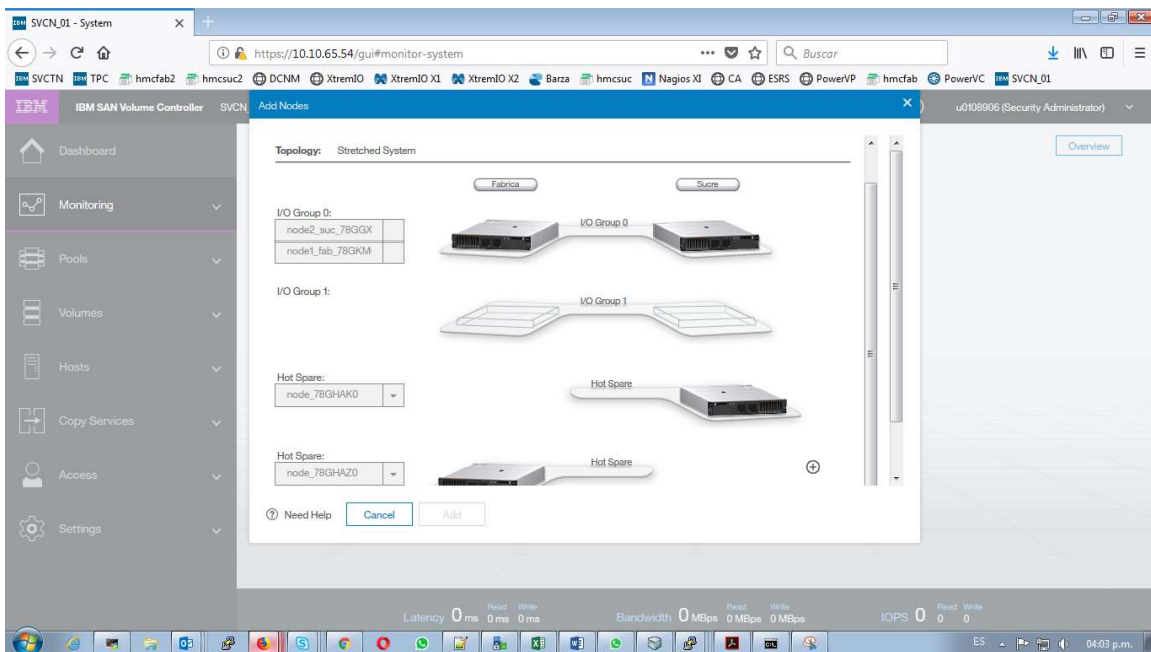 IBM SVCN_01 - System × +
https://10.10.65.54/gui#monitor-system ••• Buscar
IBM SVCTN IBM TPC hmcfab2 hmcsuc2 DCNM XtremIO XtremIO X1 XtremIO X2 Barza hmcsuc N Nagios XI CA ESRS PowerVP hmcfab PowerVC IBM SVCN_01
IBM IBM SAN Volume Controller SVCN_ u0108906 (Security Administrator)
Add Nodes ×
Dashboard
Monitoring
Pools
Volumes
Hosts
Copy Services
Access
Settings
Overview
Topology: Stretched System
Fabrica Sucre
I/O Group 0:
node2_suc_78GGX
node1_fab_78GKM
I/O Group 0
I/O Group 1:
I/O Group 1
Hot Spare:
node_78GHAK0
Hot Spare
Hot Spare:
node_78GHAZ0
Hot Spare
? Need Help Cancel Add
Latency 0 ms Read 0 ms Write 0 ms Bandwidth 0 MBps Read 0 MBps Write 0 MBps IOPS 0 Read 0 Write 0
ES 04:03 p.m.